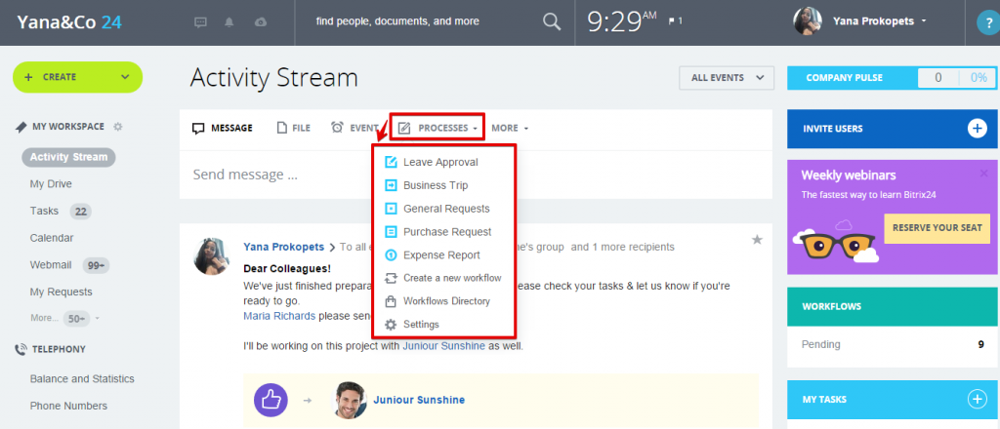 Yana&Co 24
find people, documents, and more
9:29 AM
1
Yana Prokopets
?
+ CREATE
Activity Stream
ALL EVENTS
COMPANY PULSE 0 0%
MY WORKSPACE
MESSAGE FILE EVENT PROCESSES MORE
INVITE USERS
Activity Stream
My Drive
Tasks 22
Calendar
Webmail 99+
My Requests
More... 50+
TELEPHONY
Balance and Statistics
Phone Numbers
Send message ...
Leave Approval
Business Trip
General Requests
Purchase Request
Expense Report
Create a new workflow
Workflows Directory
Settings
Yana Prokopets To all e ne's group and 1 more recipients
Dear Colleagues!
We've just finished prepara ease check your tasks & let us know if you're
ready to go.
Maria Richards please sen
I'll be working on this project with Juniour Sunshine as well.
Juniour Sunshine
Weekly webinars
The fastest way to learn Bitrix24
RESERVE YOUR SEAT
WORKFLOWS
Pending 9
MY TASKS